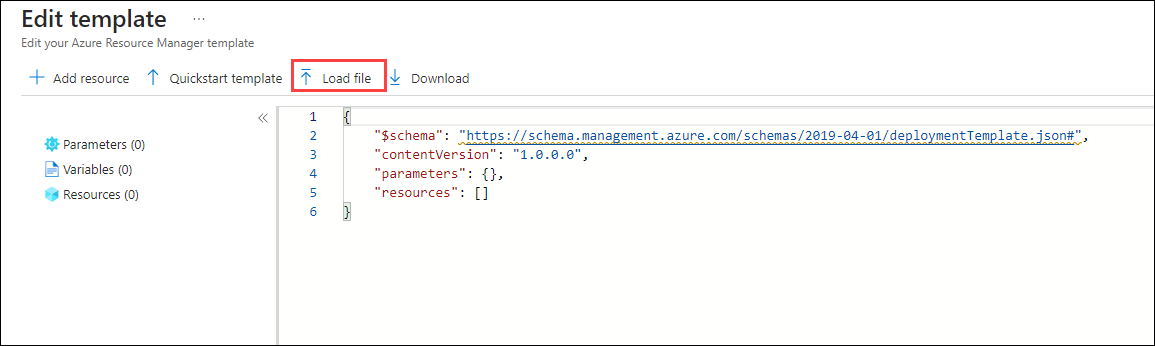 Edit template ...
Edit your Azure Resource Manager template
Add resource Quickstart template Load file Download
«
Parameters (0)
Variables (0)
Resources (0)
1 {
2 "$schema": "https://schema.management.azure.com/schemas/2019-04-01/deploymentTemplate.json#",
3 "contentVersion": "1.0.0.0",
4 "parameters": {},
5 "resources": []
6 }